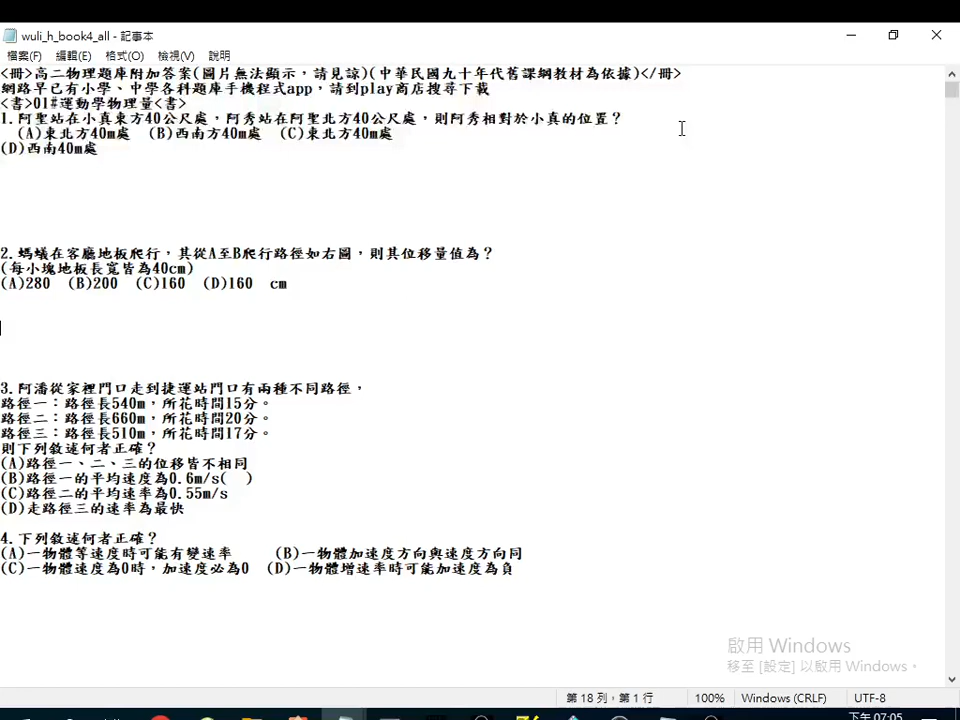 wuli_h_book4_all - 記事本
檔案(F) 編輯(E) 格式(O) 檢視(V) 說明
<冊>高二物理題庫附加答案(圖片無法顯示，請見諒)(中華民國九十年代舊課綱教材為依據)</冊>
網路早已有小學、中學各科題庫手機程式app，請到play商店搜尋下載
<書>01#運動學物理量<書>
1.阿里站在小真東方40公尺處，阿秀站在阿聖北方40公尺處，則阿秀相對於小真的位置？
(A)東北方40m處 (B)西南方40m處 (C)東北方40m處
(D)西南40m處
2.螞蟻在客廳地板爬行，其從A至B爬行路徑如右圖，則其位移量值為？
(每小塊地板長寬皆為40cm)
(A)280 (B)200 (C)160 (D)160 cm
3.阿潘從家裡門口走到捷運站門口有兩種不同路徑，
路徑一：路徑長540m，所花時間15分。
路徑二：路徑長660m，所花時間20分。
路徑三：路徑長510m，所花時間17分。
則下列敘述何者正確？
(A)路徑一、二、三的位移皆不相同
(B)路徑一的平均速度為0.6m/s( )
(C)路徑二的平均速率為0.55m/s
(D)走路徑三的速率為最快
4.下列敘述何者正確？
(A)一物體等速度時可能有變速率 (B)一物體加速度方向與速度方向同
(C)一物體速度為0時，加速度必為0 (D)一物體增速率時可能加速度為負
啟用 Windows
移至 [設定] 以啟用 Windows。
第 18 列，第 1 行 100% Windows (CRLF) UTF-8
下午 07:05